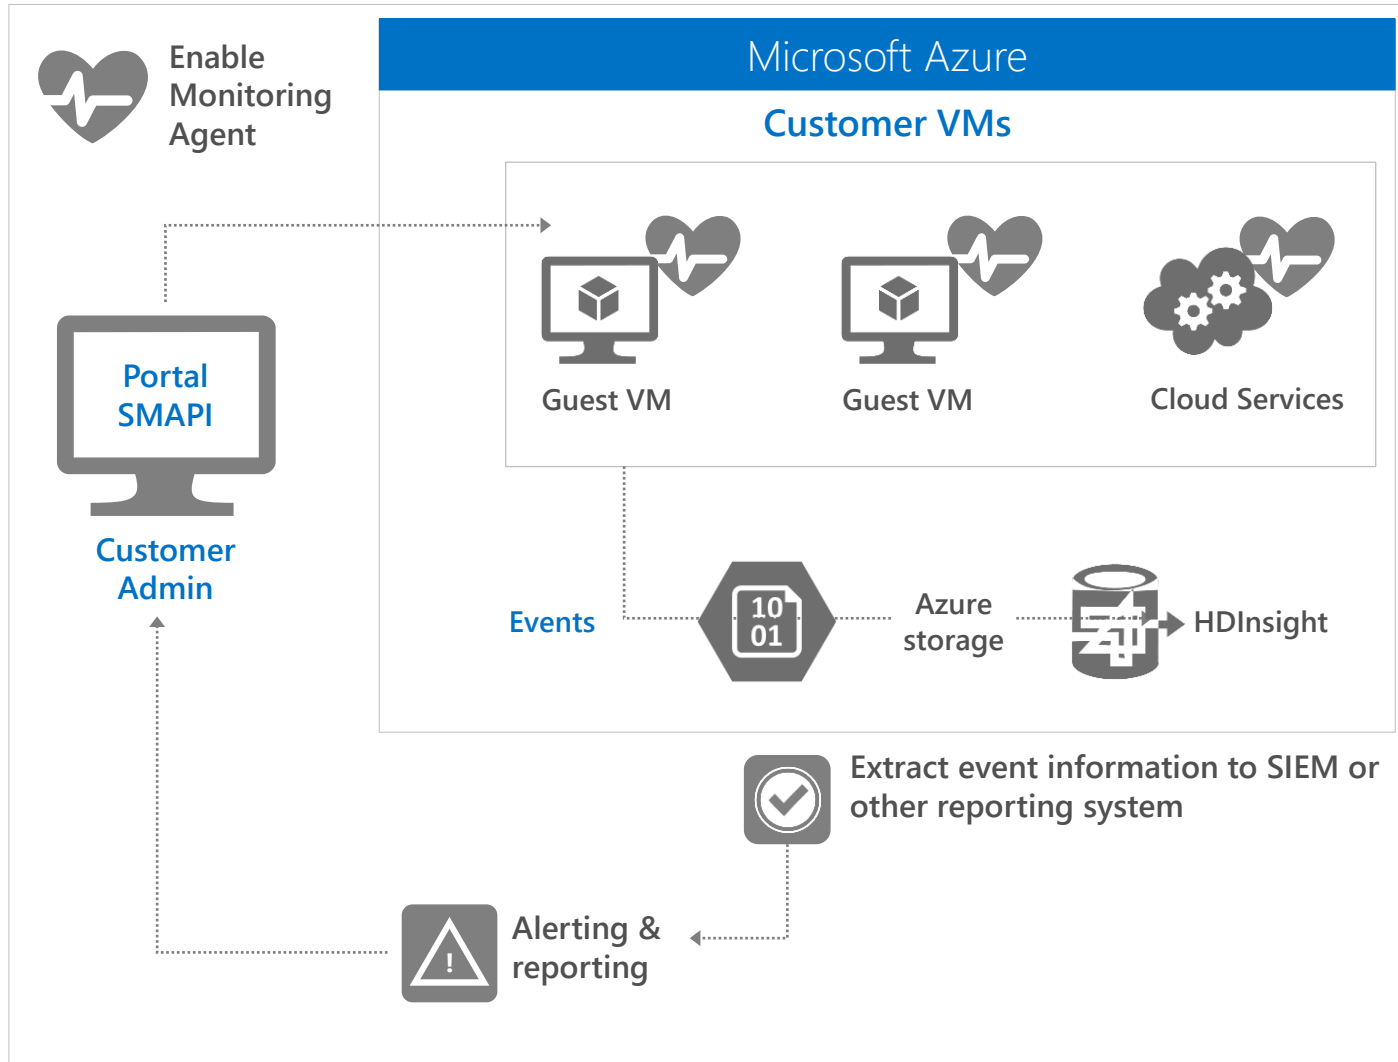 Enable
Monitoring
Agent
Microsoft Azure
Customer VMs
Guest VM
Guest VM
Cloud Services
Portal
SMAPI
Customer
Admin
Events
10
01
Azure
storage
HDInsight
Extract event information to SIEM or
other reporting system
!
Alerting &
reporting